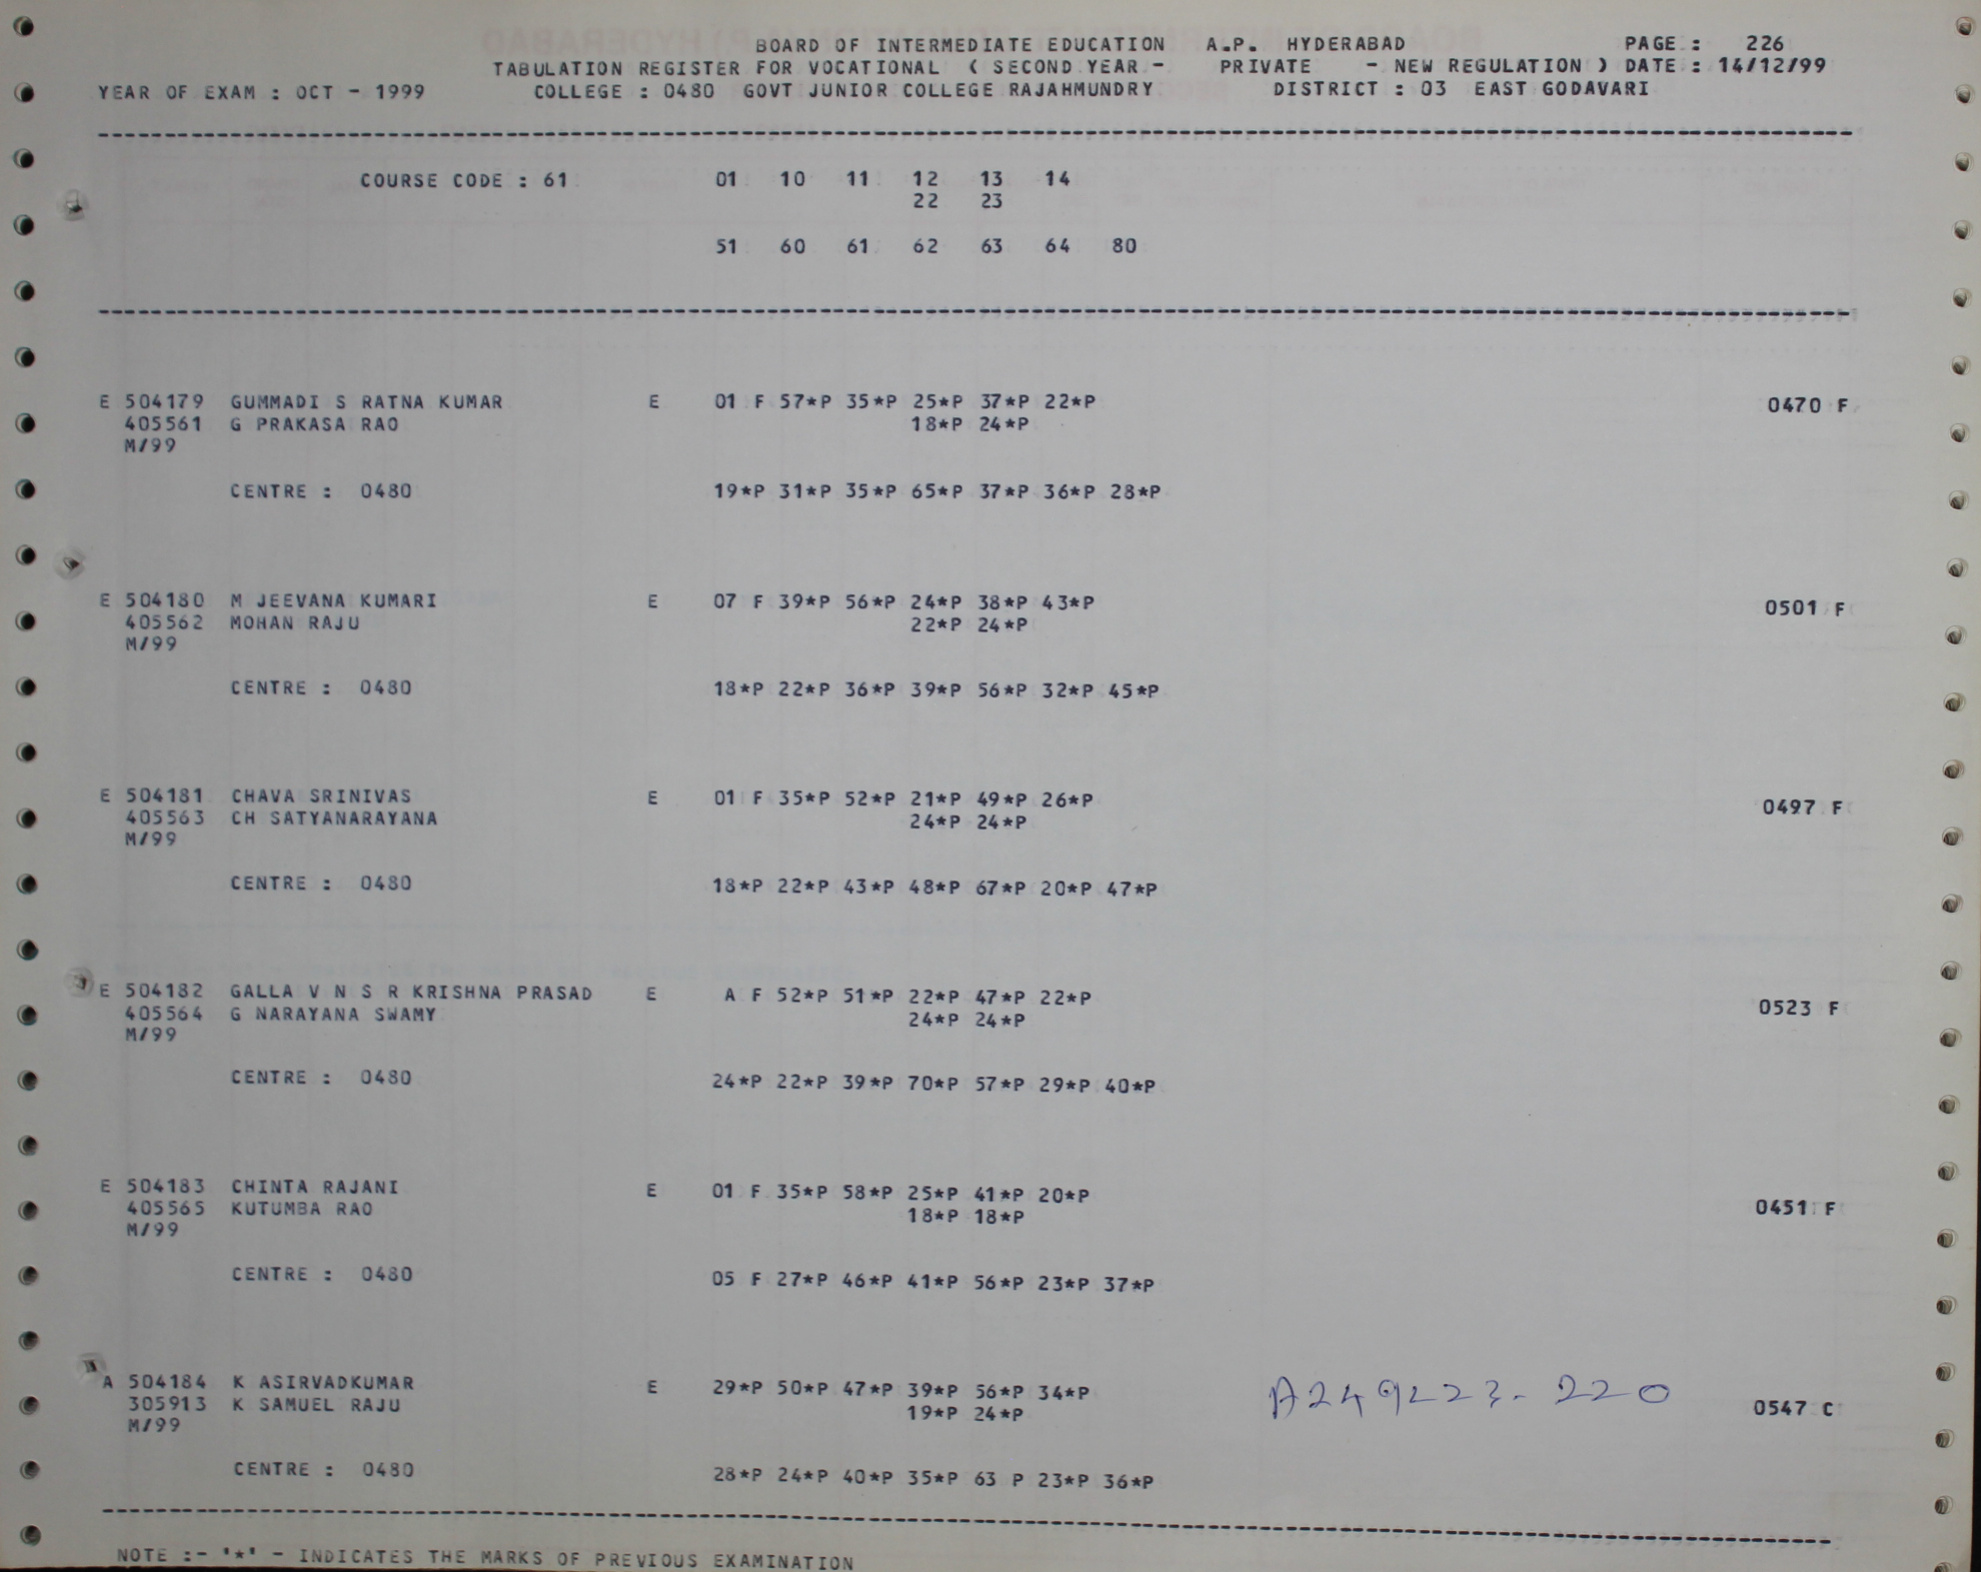 BOARD OF INTERMEDIATE EDUCATION A.P. HYDERABAD PAGE : 226
TABULATION REGISTER FOR VOCATIONAL ( SECOND YEAR - PRIVATE - NEW REGULATION ) DATE : 14/12/99
YEAR OF EXAM : OCT - 1999 COLLEGE : 0480 GOVT JUNIOR COLLEGE RAJAHMUNDRY DISTRICT : 03 EAST GODAVARI
COURSE CODE : 61 01 10 11 12 13 14
22 23
51 60 61 62 63 64 80
E 504179 GUMMADI S RATNA KUMAR E 01 F 57*P 35*P 25*P 37*P 22*P 0470 F
405561 G PRAKASA RAO 18*P 24*P
M/99
CENTRE : 0480 19*P 31*P 35*P 65*P 37*P 36*P 28*P
E 504180 M JEEVANA KUMARI E 07 F 39*P 56*P 24*P 38*P 43*P 0501 F
405562 MOHAN RAJU 22*P 24*P
M/99
CENTRE : 0480 18*P 22*P 36*P 39*P 56*P 32*P 45*P
E 504181 CHAVA SRINIVAS E 01 F 35*P 52*P 21*P 49*P 26*P 0497 F
405563 CH SATYANARAYANA 24*P 24*P
M/99
CENTRE : 0480 18*P 22*P 43*P 48*P 67*P 20*P 47*P
E 504182 GALLA V N S R KRISHNA PRASAD E A F 52*P 51*P 22*P 47*P 22*P 0523 F
405564 G NARAYANA SWAMY 24*P 24*P
M/99
CENTRE : 0480 24*P 22*P 39*P 70*P 57*P 29*P 40*P
E 504183 CHINTA RAJANI E 01 F 35*P 58*P 25*P 41*P 20*P 0451 F
405565 KUTUMBA RAO 18*P 18*P
M/99
CENTRE : 0480 05 F 27*P 46*P 41*P 56*P 23*P 37*P
A 504184 K ASIRVADKUMAR E 29*P 50*P 47*P 39*P 56*P 34*P A249223-220 0547 C
305913 K SAMUEL RAJU 19*P 24*P
M/99
CENTRE : 0480 28*P 24*P 40*P 35*P 63 P 23*P 36*P
NOTE :- '*' - INDICATES THE MARKS OF PREVIOUS EXAMINATION